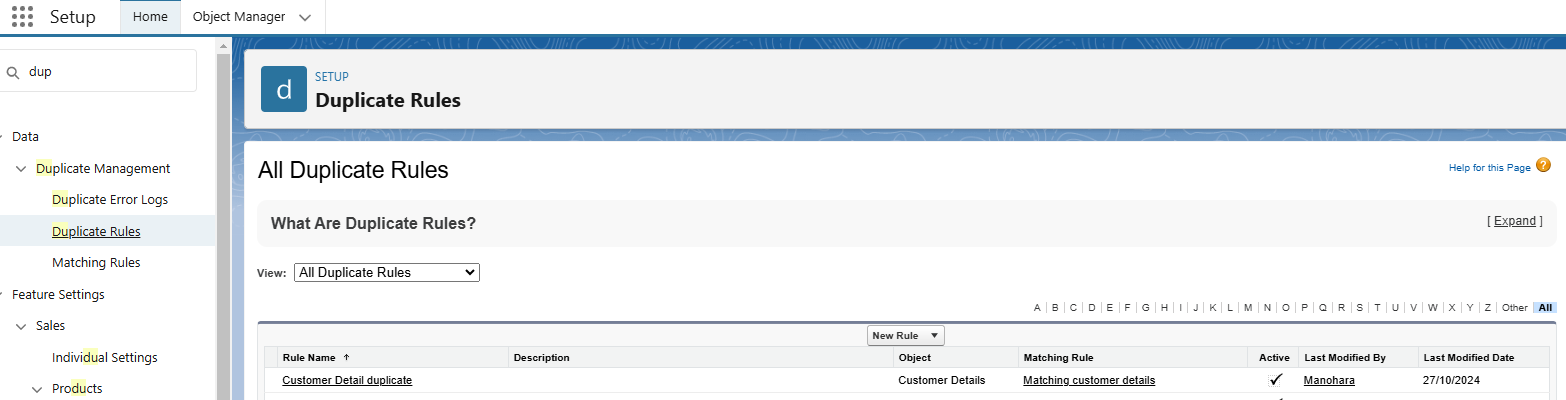 Setup Home Object Manager
dup
Data
Duplicate Management
Duplicate Error Logs
Duplicate Rules
Matching Rules
Feature Settings
Sales
Individual Settings
Products
d
SETUP
Duplicate Rules
All Duplicate Rules
Help for this Page ?
What Are Duplicate Rules?
[ Expand ]
View: All Duplicate Rules
A | B | C | D | E | F | G | H | I | J | K | L | M | N | O | P | Q | R | S | T | U | V | W | X | Y | Z | Other | All
New Rule
Rule Name ↑ Description Object Matching Rule Active Last Modified By Last Modified Date
Customer Detail duplicate Customer Details Matching customer details ✓ Manohara 27/10/2024